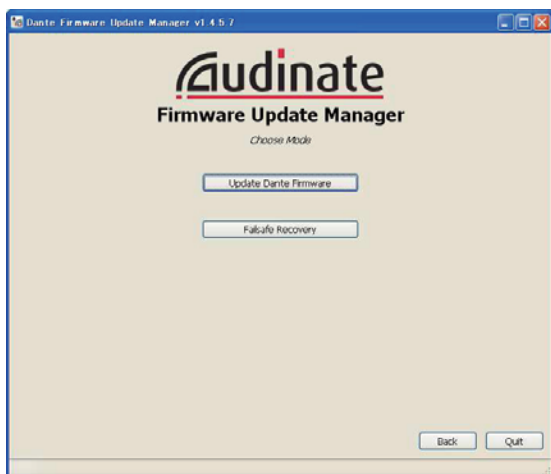 Dante Firmware Update Manager v1.4.5.7
Audinate
Firmware Update Manager
Choose Mode
Update Dante Firmware
Failsafe Recovery
Back
Quit